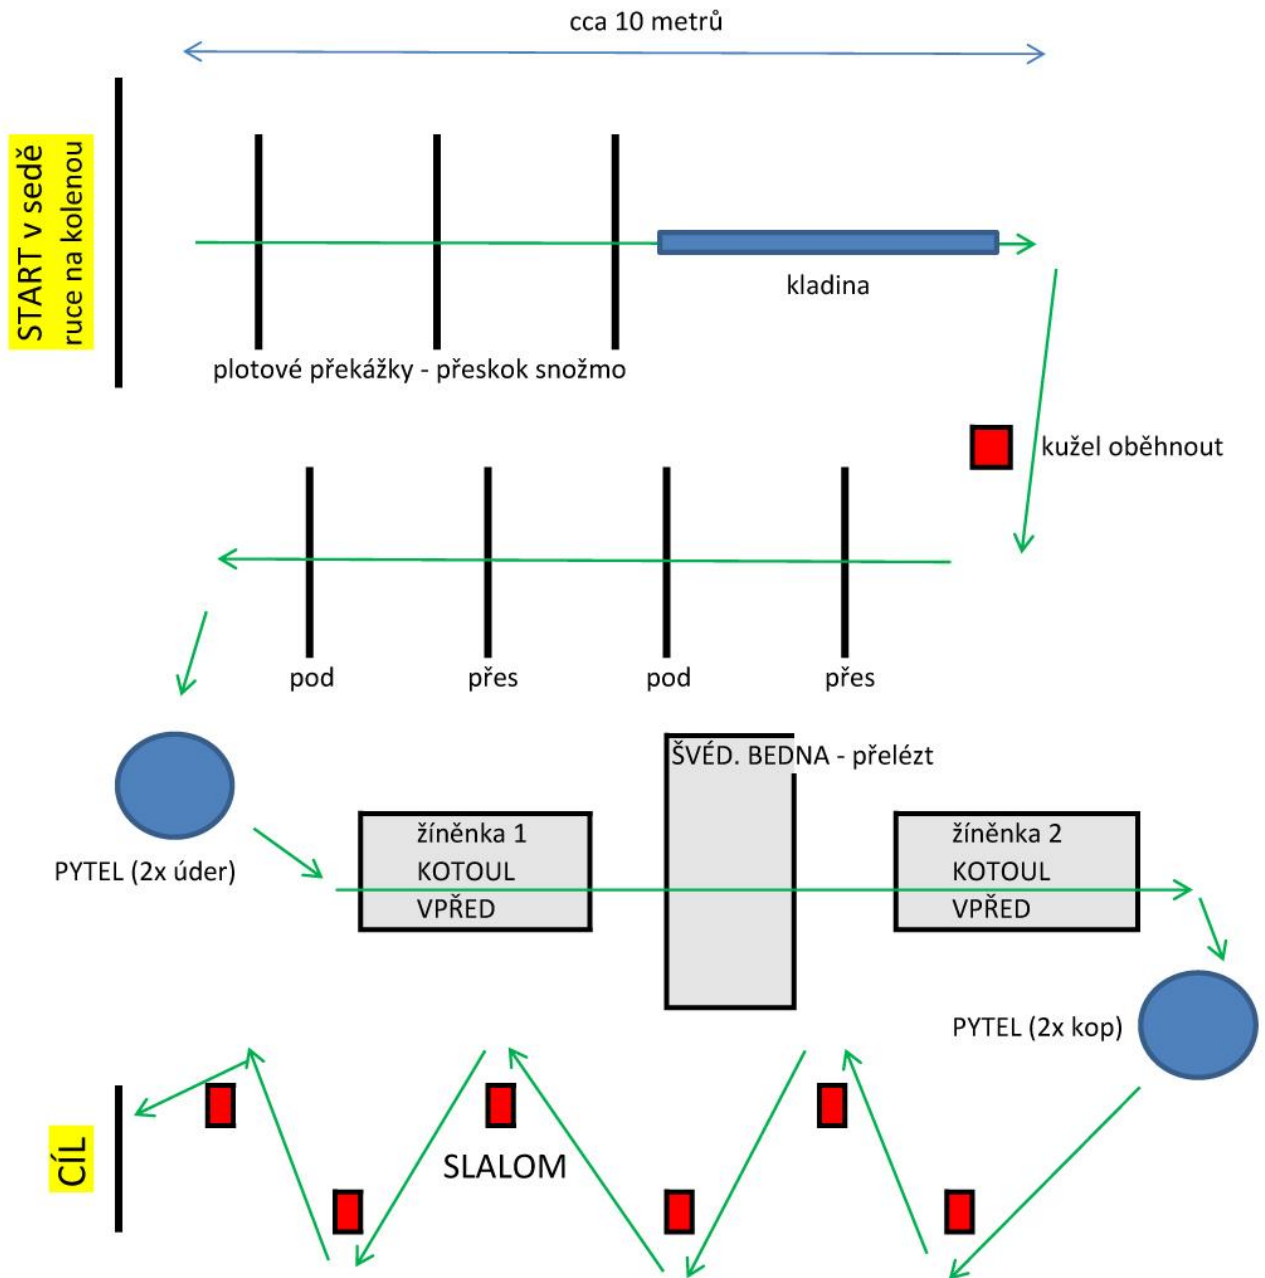 cca 10 metrů
START v sedě
ruce na kolenou
kladina
plotové překážky - přeskok snožmo
kužel oběhnout
pod
přes
pod
přes
ŠVÉD. BEDNA - přelézt
žíněnka 1
KOTOUL
VPŘED
žíněnka 2
KOTOUL
VPŘED
PYTEL (2x úder)
PYTEL (2x kop)
SLALOM
CÍL